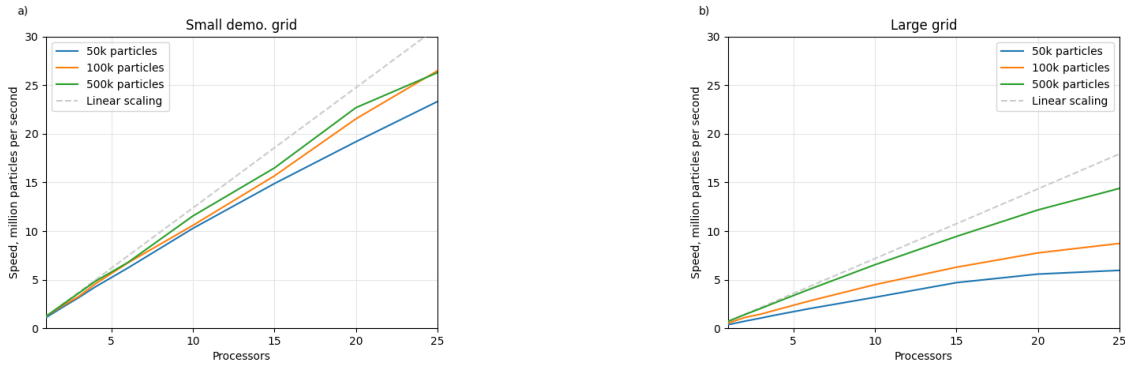 a)
Small demo. grid
30
25
20
15
10
5
0
Speed, million particles per second
50k particles
100k particles
500k particles
Linear scaling
5
10
15
20
25
Processors
b)
Large grid
30
25
20
15
10
5
0
Speed, million particles per second
50k particles
100k particles
500k particles
Linear scaling
5
10
15
20
25
Processors